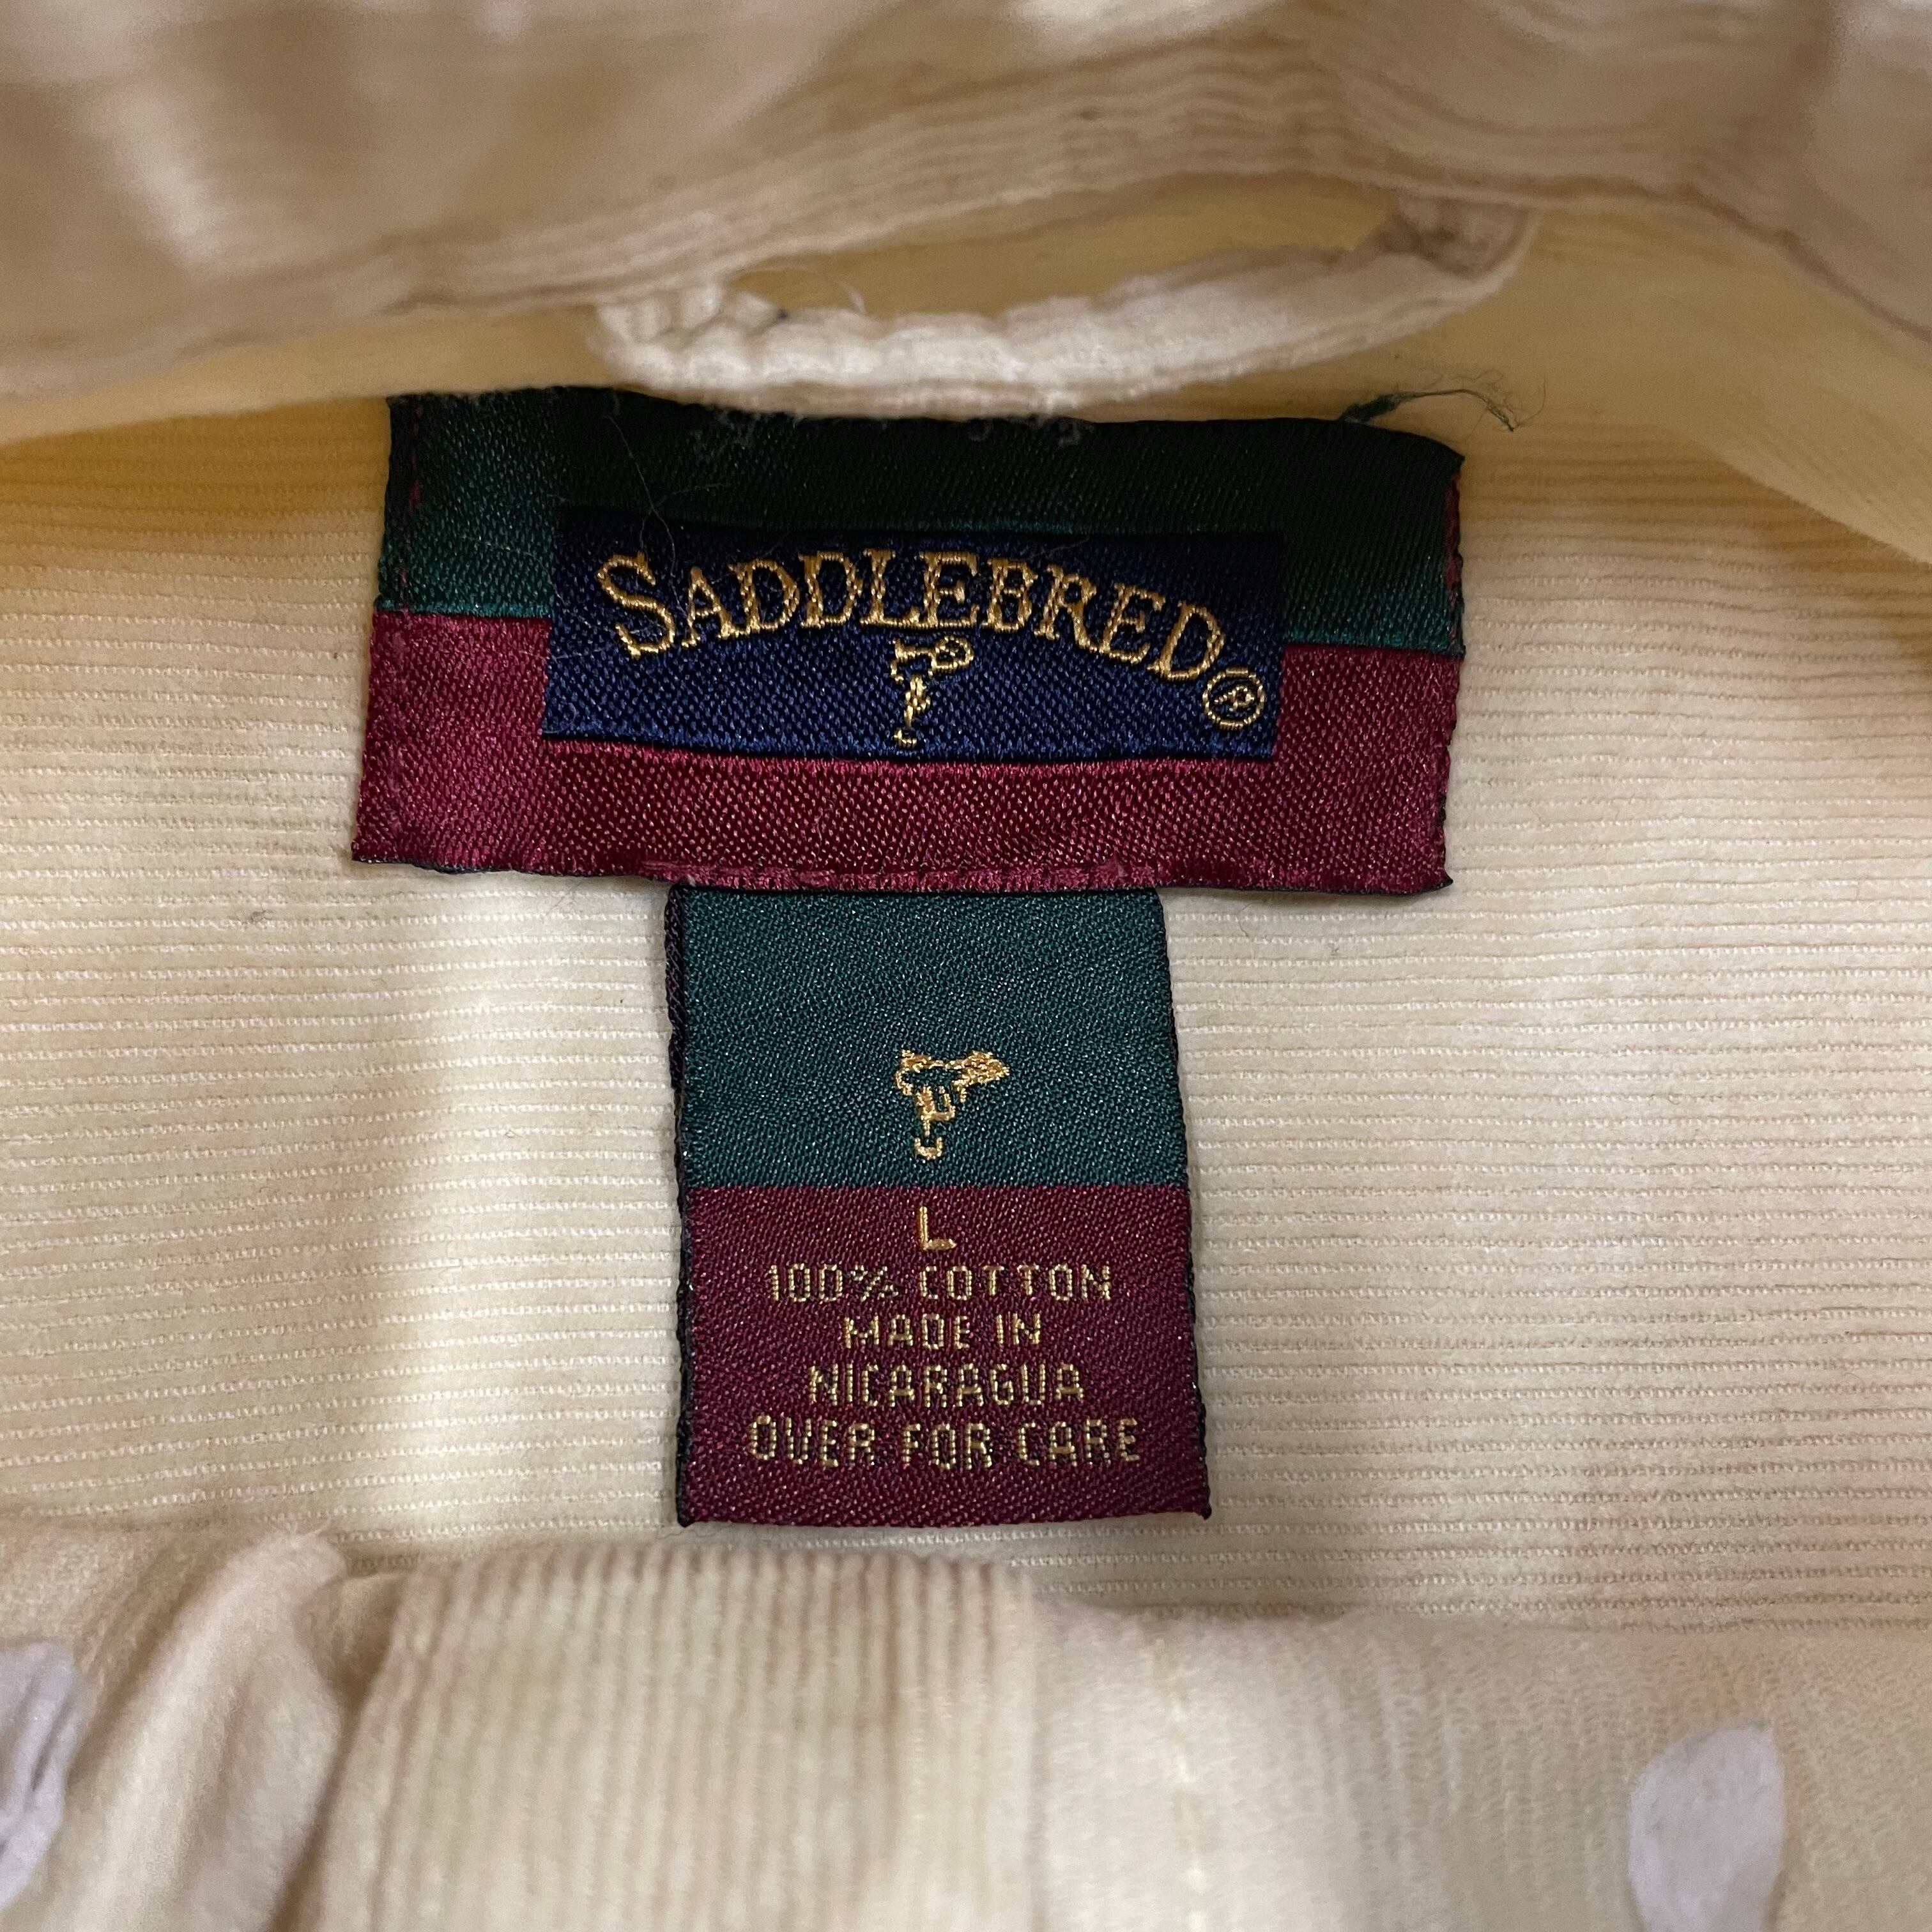 SADDLEBRED®
L
100% COTTON
MADE IN
NICARAGUA
OVER FOR CARE